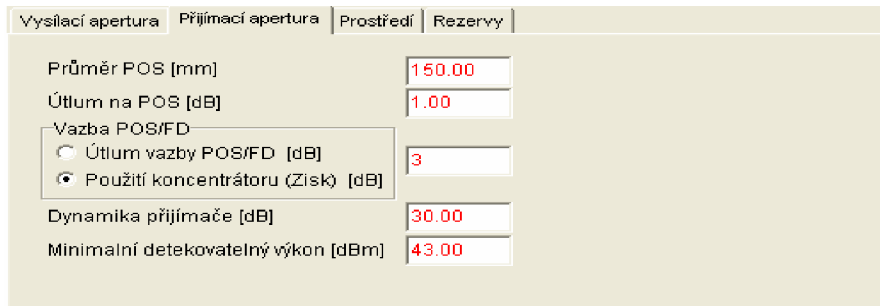 Vysílací apertura Přijímací apertura Prostředí Rezervy
Průměr POS [mm] 150.00
Útlum na POS [dB] 1.00
Vazba POS/FD
Útlum vazby POS/FD [dB]
3
Použití koncentrátoru (Zisk) [dB]
Dynamika přijímače [dB] 30.00
Minimalní detekovatelný výkon [dBm] 43.00